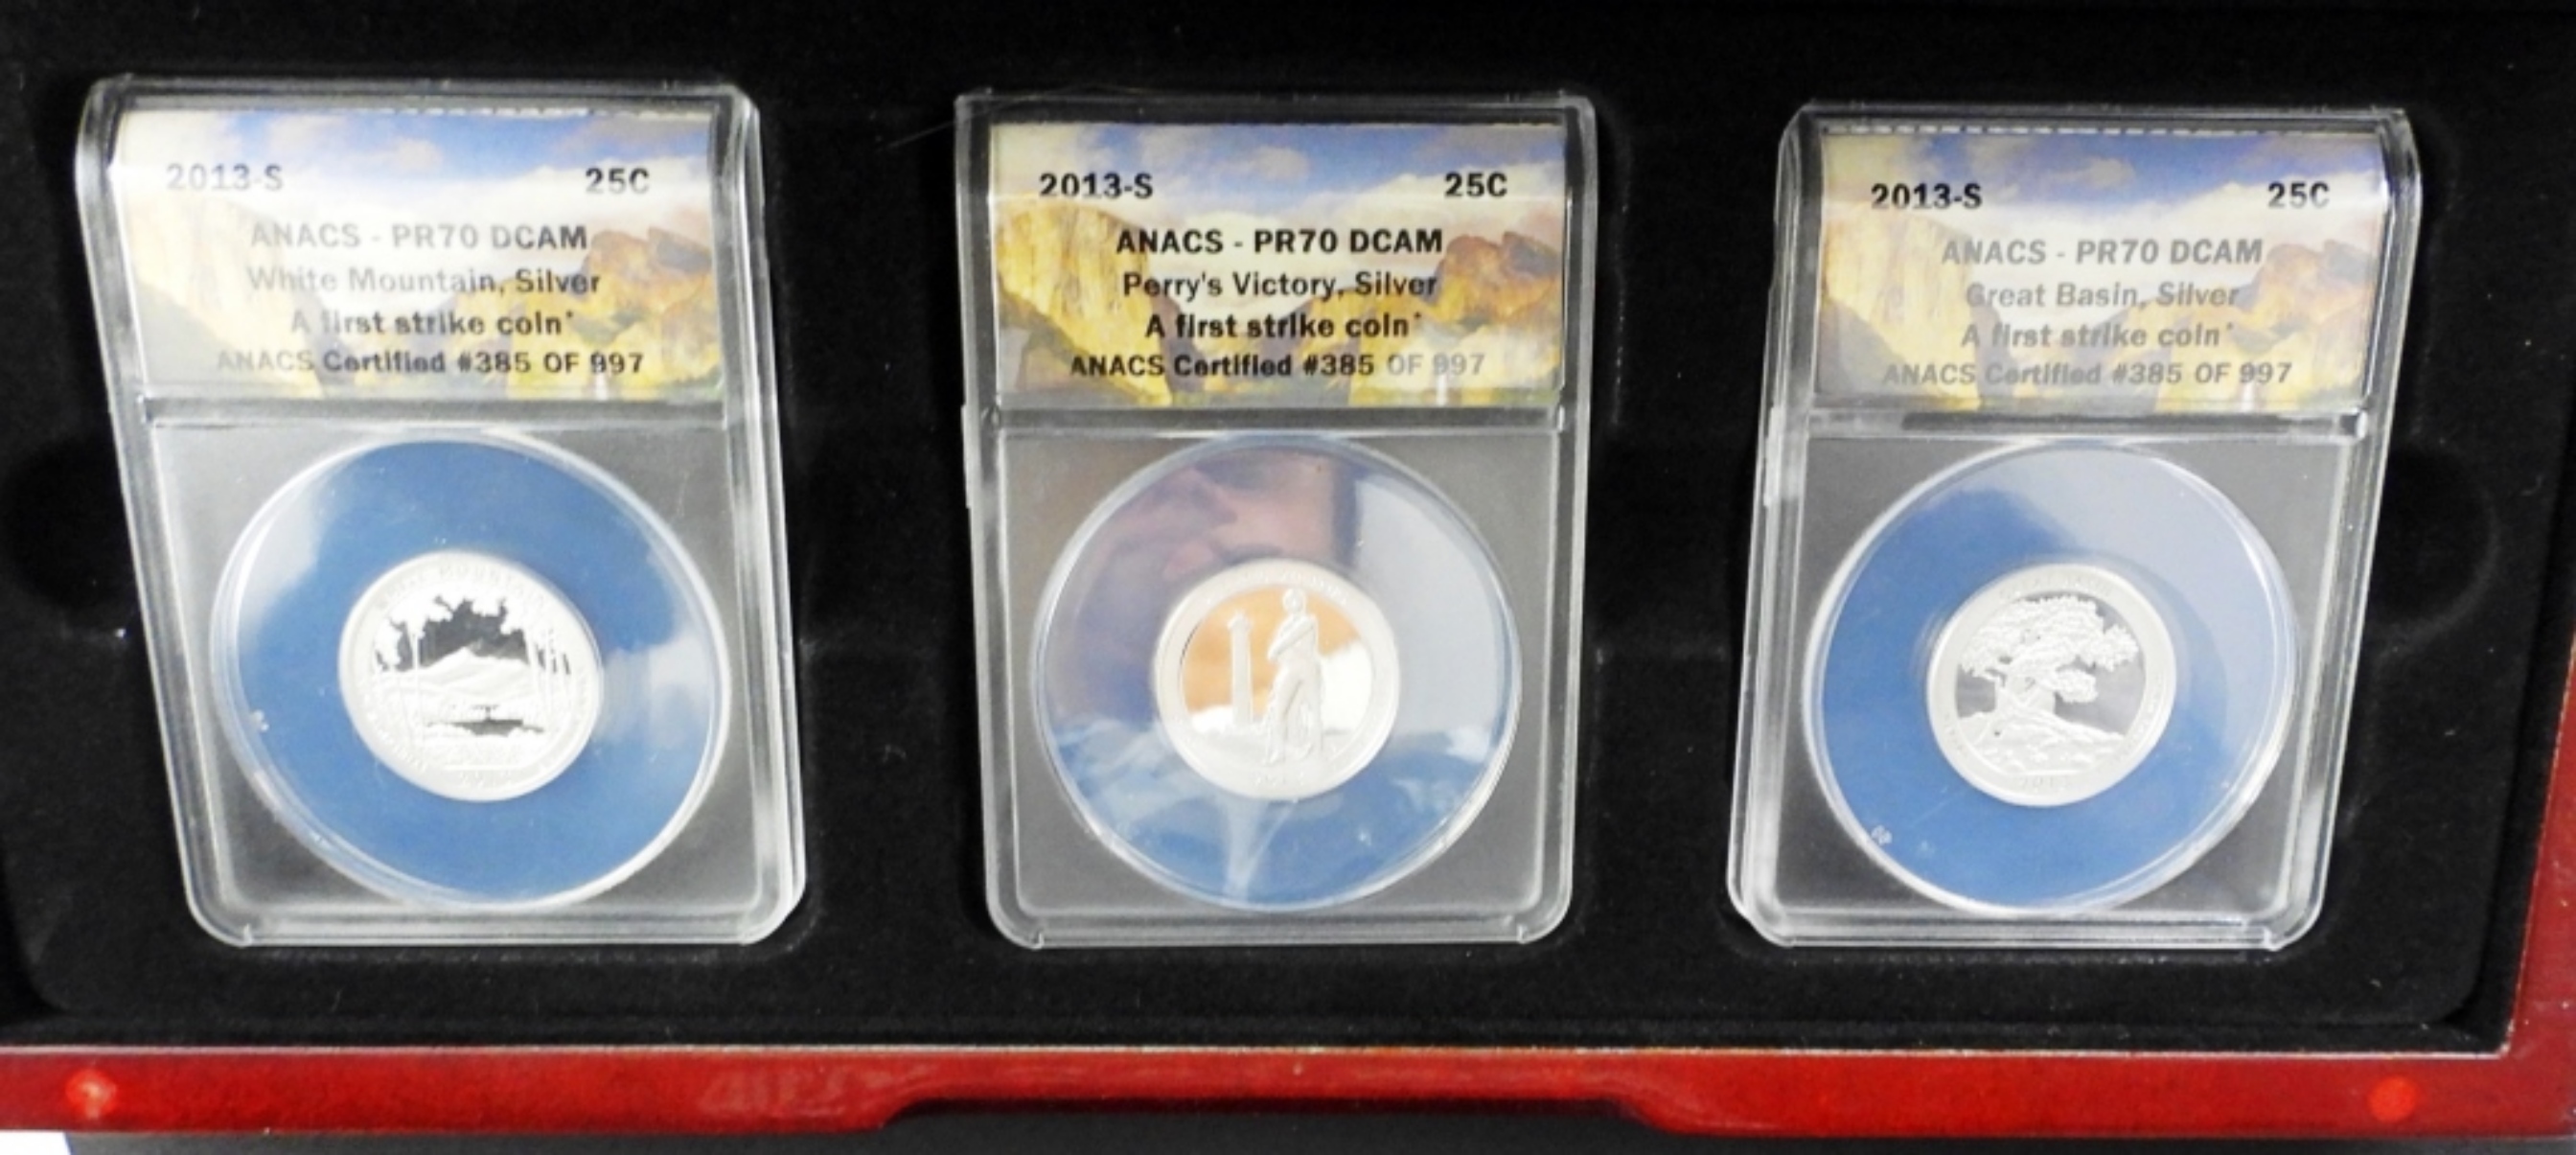 2013-S 25C
ANACS - PR70 DCAM
White Mountain, Silver
A first strike coin*
ANACS Certified #385 OF 997
2013-S 25C
ANACS - PR70 DCAM
Perry's Victory, Silver
A first strike coin*
ANACS Certified #385 OF 997
2013-S 25C
ANACS - PR70 DCAM
Great Basin, Silver
A first strike coin*
ANACS Certified #385 OF 997